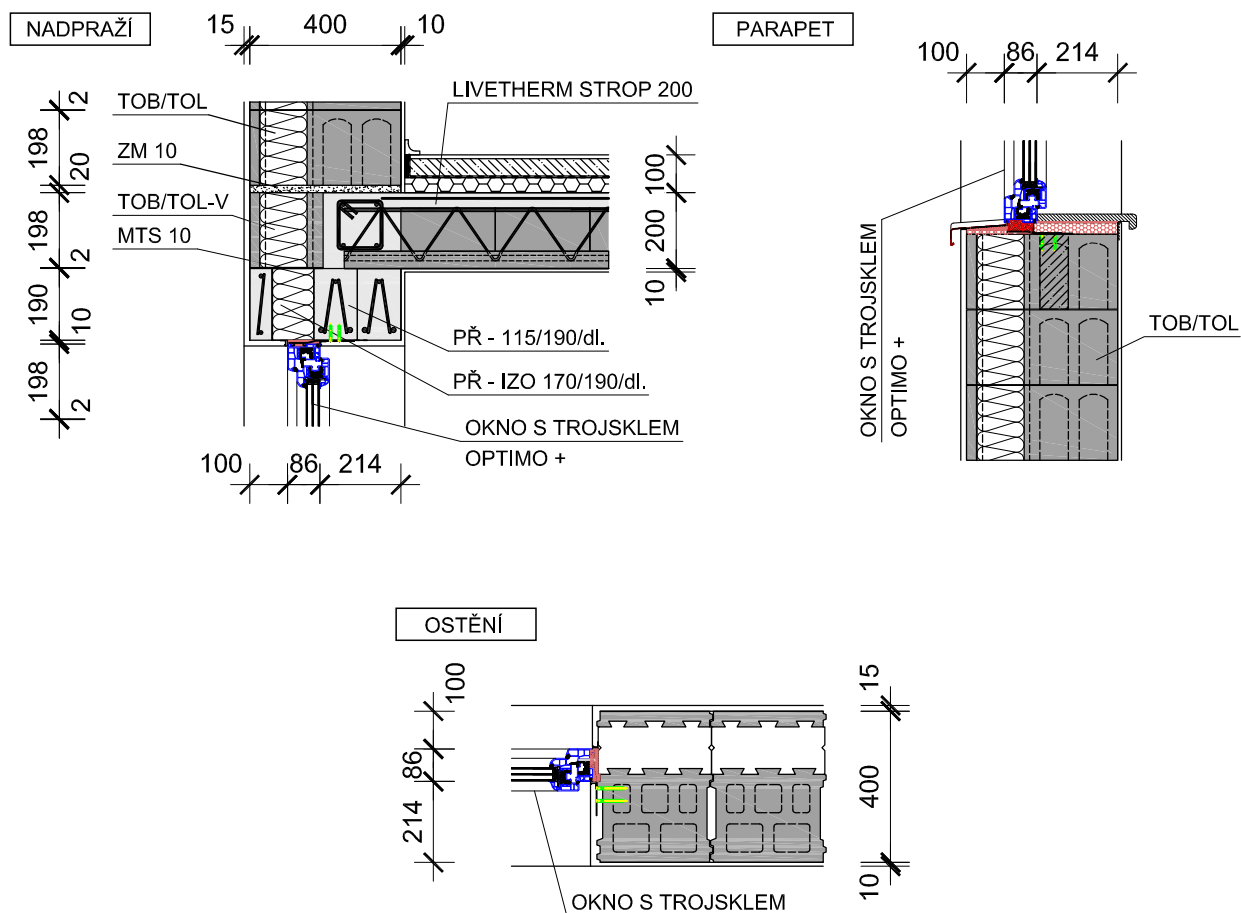 NADPRAŽÍ
15
400
10
TOB/TOL
ZM 10
TOB/TOL-V
MTS 10
2
198
20
198
2
190
10
198
2
LIVETHERM STROP 200
100
200
10
PŘ - 115/190/dl.
PŘ - IZO 170/190/dl.
OKNO S TROJSKLEM
OPTIMO +
100
86
214
PARAPET
100
86
214
OKNO S TROJSKLEM
OPTIMO +
TOB/TOL
OSTĚNÍ
100
86
214
15
400
10
OKNO S TROJSKLEM